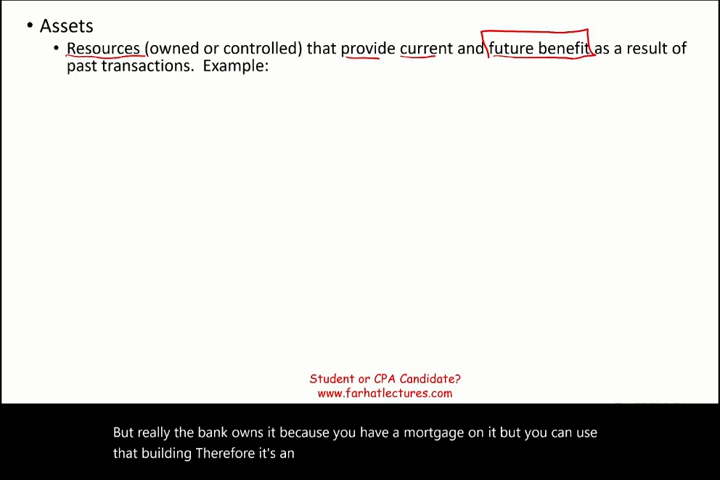 • Assets
• Resources (owned or controlled) that provide current and future benefit as a result of
past transactions. Example:
Student or CPA Candidate?
www.farhatlectures.com
But really the bank owns it because you have a mortgage on it but you can use
that building Therefore it's an